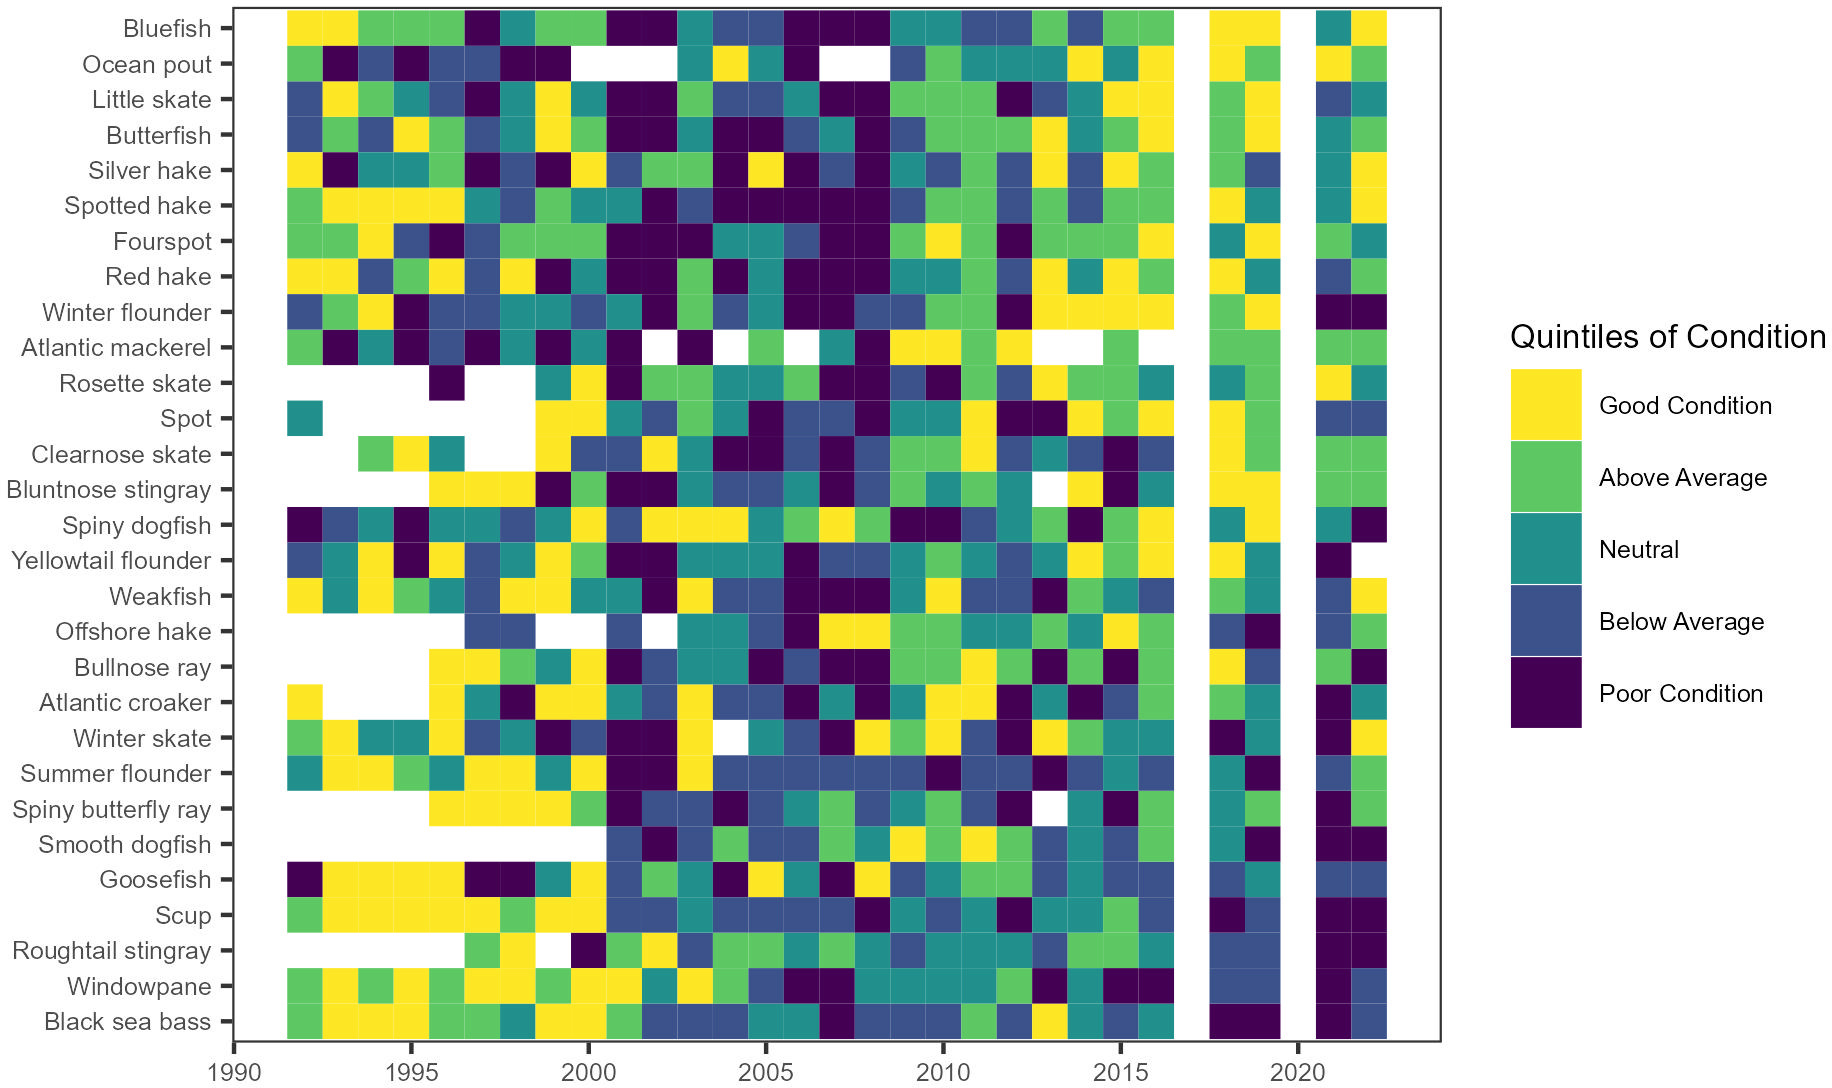 Bluefish
Ocean pout
Little skate
Butterfish
Silver hake
Spotted hake
Fourspot
Red hake
Winter flounder
Atlantic mackerel
Rosette skate
Spot
Clearnose skate
Bluntnose stingray
Spiny dogfish
Yellowtail flounder
Weakfish
Offshore hake
Bullnose ray
Atlantic croaker
Winter skate
Summer flounder
Spiny butterfly ray
Smooth dogfish
Goosefish
Scup
Roughtail stingray
Windowpane
Black sea bass
1990 1995 2000 2005 2010 2015 2020
Quintiles of Condition
Good Condition
Above Average
Neutral
Below Average
Poor Condition